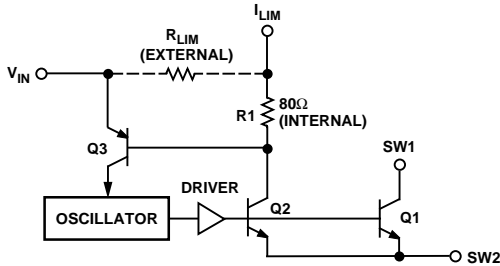 I_LIM
R_LIM
(EXTERNAL)
V_IN
80Ω
R1
(INTERNAL)
Q3
SW1
DRIVER
OSCILLATOR
Q2
Q1
SW2